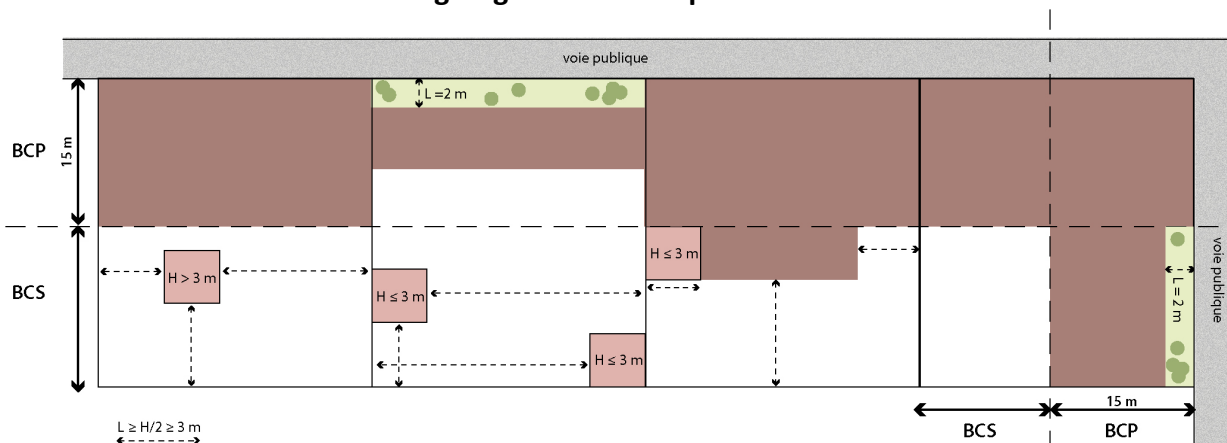 voie publique
L =2 m
BCP
15 m
H ≤ 3 m
voie publique
BCS
H > 3 m
H ≤ 3 m
L = 2 m
H ≤ 3 m
15 m
L ≥ H/2 ≥ 3 m
BCS
BCP